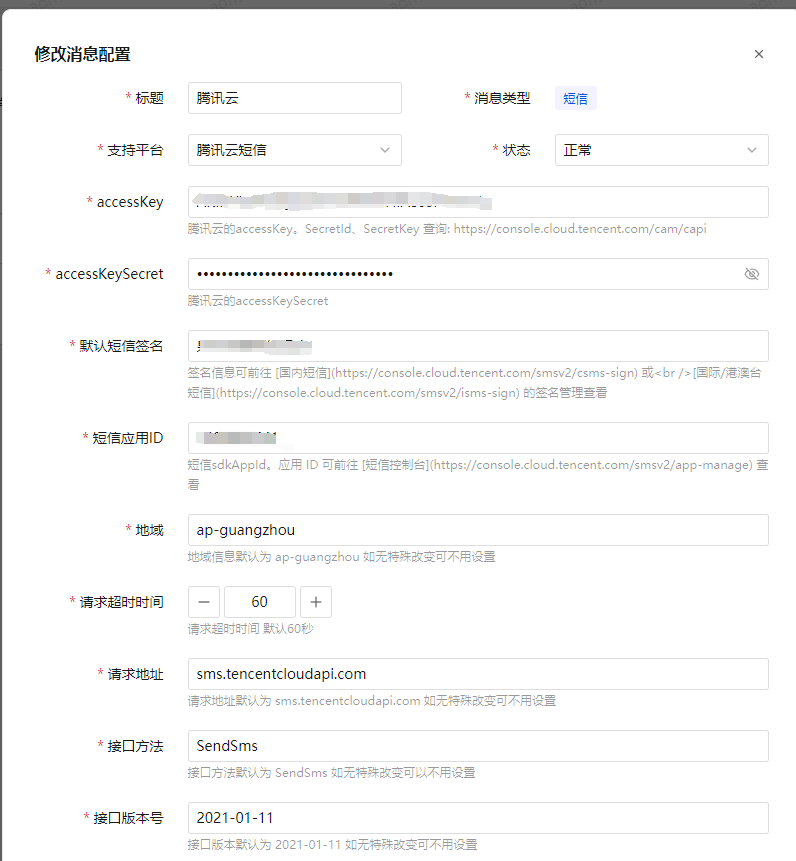 修改消息配置
* 标题 腾讯云 * 消息类型 短信
* 支持平台 腾讯云短信 * 状态 正常
* accessKey
腾讯云的accessKey。SecretId、SecretKey 查询: https://console.cloud.tencent.com/cam/capi
* accessKeySecret ••••••••••••••••••••••••••••••••
腾讯云的accessKeySecret
* 默认短信签名
签名信息可前往 [国内短信](https://console.cloud.tencent.com/smsv2/csms-sign) 或<br />[国际/港澳台
短信](https://console.cloud.tencent.com/smsv2/isms-sign) 的签名管理查看
* 短信应用ID
短信sdkAppId。应用 ID 可前往 [短信控制台](https://console.cloud.tencent.com/smsv2/app-manage) 查
看
* 地域 ap-guangzhou
地域信息默认为 ap-guangzhou 如无特殊改变可不用设置
* 请求超时时间 — 60 +
请求超时时间 默认60秒
* 请求地址 sms.tencentcloudapi.com
请求地址默认为 sms.tencentcloudapi.com 如无特殊改变可不用设置
* 接口方法 SendSms
接口方法默认为 SendSms 如无特殊改变可以不用设置
* 接口版本号 2021-01-11
接口版本默认为 2021-01-11 如无特殊改变可不用设置